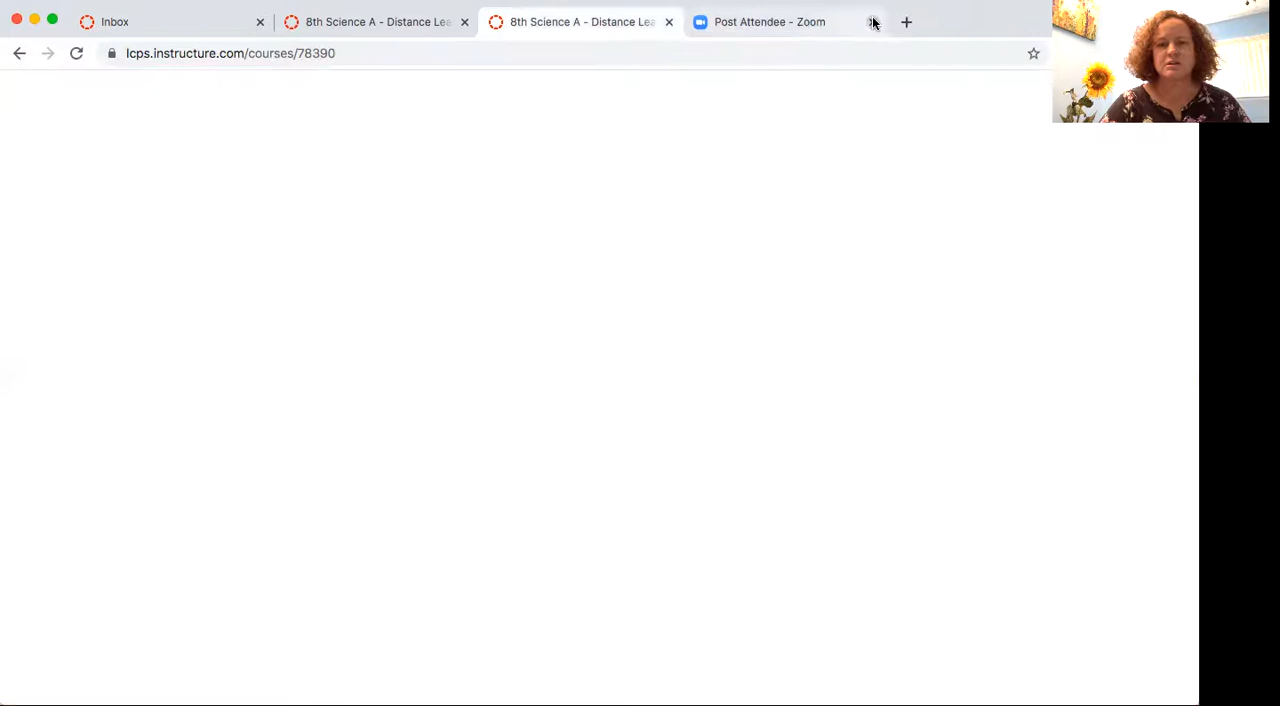 Inbox
8th Science A - Distance Lea
8th Science A - Distance Lea
Post Attendee - Zoom
lcps.instructure.com/courses/78390